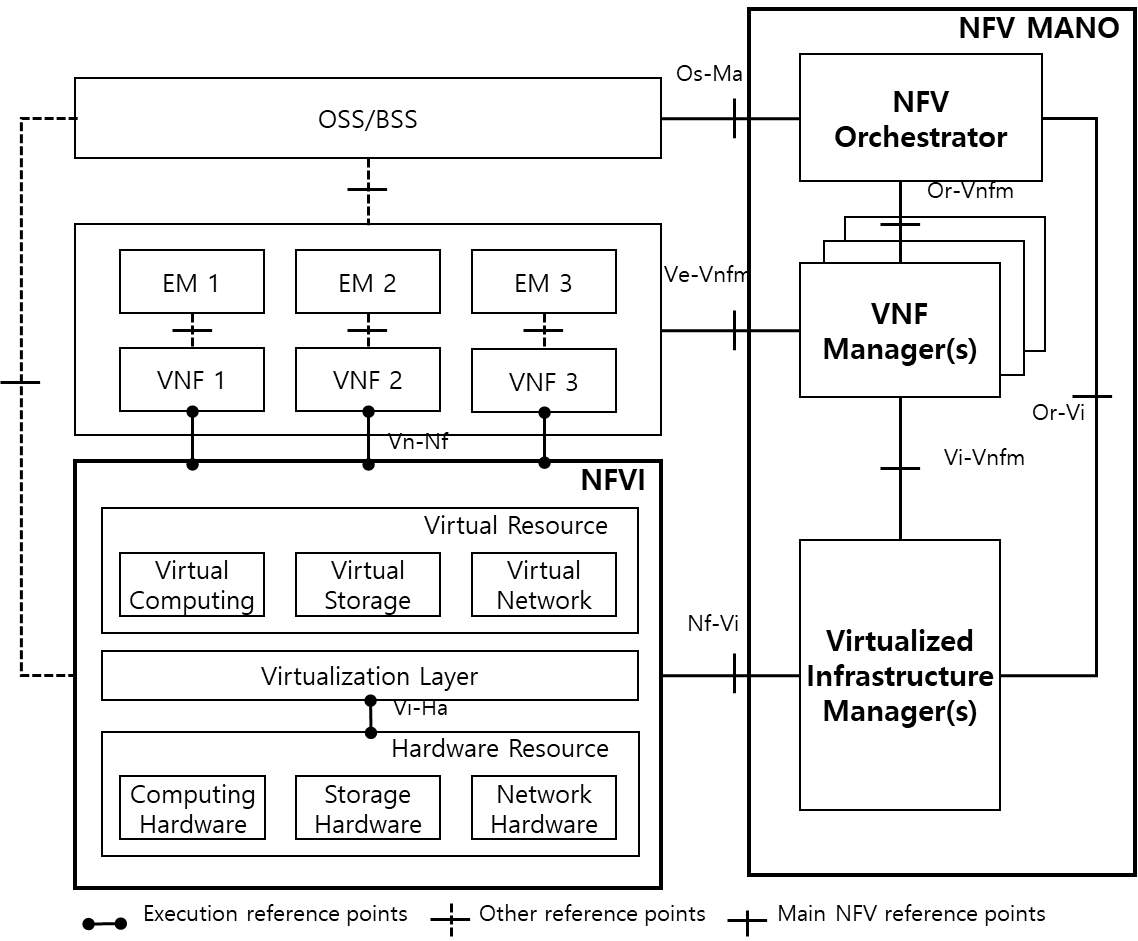 NFV MANO
Os-Ma
OSS/BSS
NFV
Orchestrator
Or-Vnfm
EM 1
EM 2
EM 3
Ve-Vnfm
VNF
Manager(s)
VNF 1
VNF 2
VNF 3
Or-Vi
Vn-Nf
Vi-Vnfm
NFVI
Virtual Resource
Virtual
Computing
Virtual
Storage
Virtual
Network
Nf-Vi
Virtualized
Infrastructure
Manager(s)
Virtualization Layer
Vi-Ha
Hardware Resource
Computing
Hardware
Storage
Hardware
Network
Hardware
Execution reference points
Other reference points
Main NFV reference points